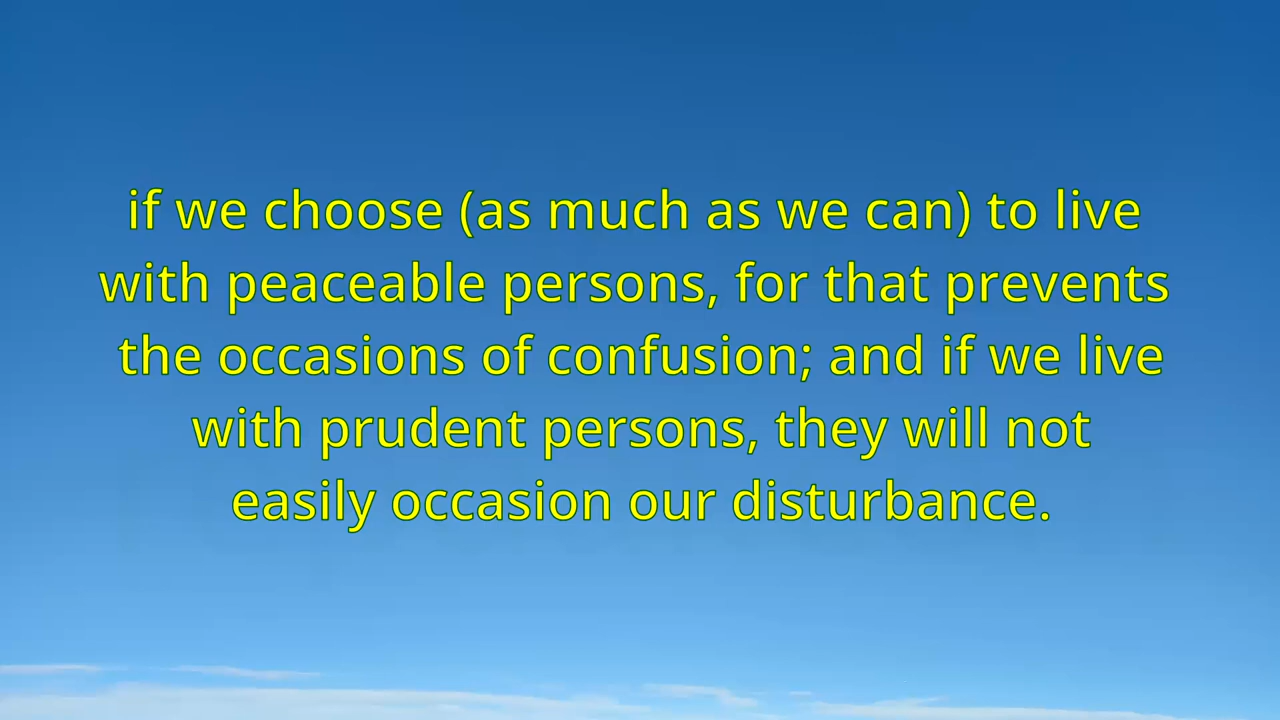 if we choose (as much as we can) to live
with peaceable persons, for that prevents
the occasions of confusion; and if we live
with prudent persons, they will not
easily occasion our disturbance.